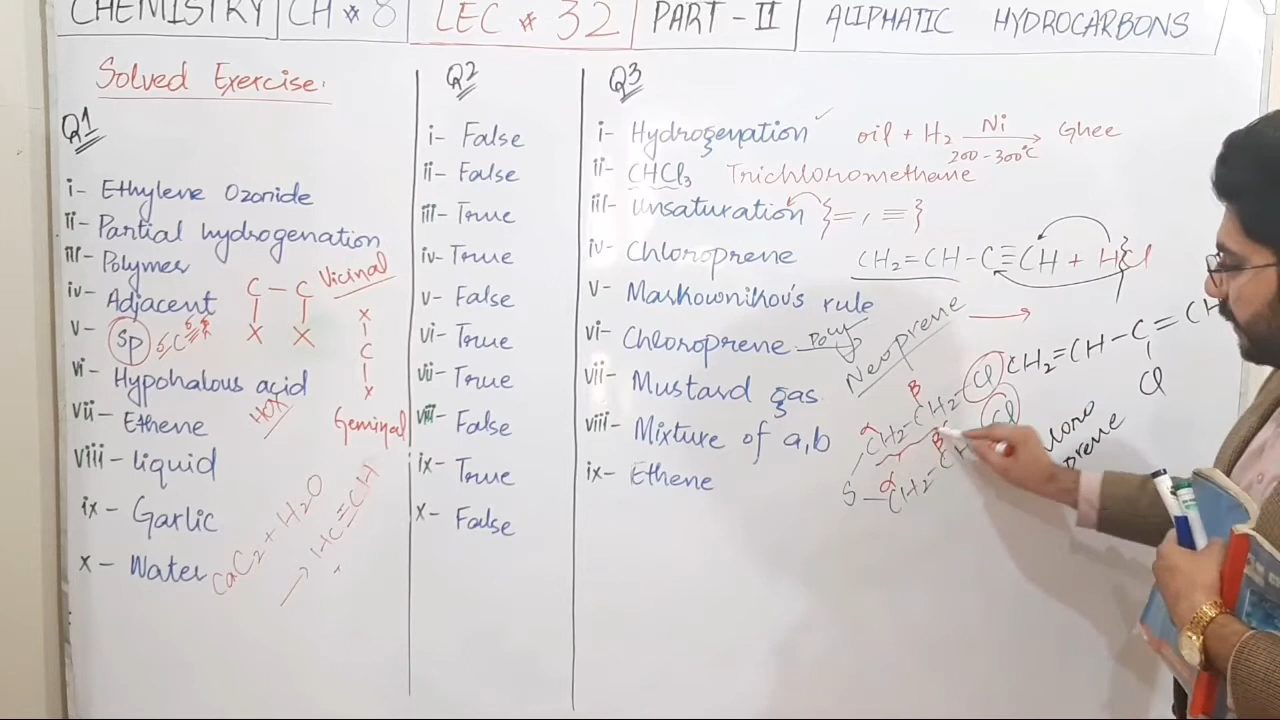 CHEMISTRY CH * 8 LEC * 32 PART - II ALIPHATIC HYDROCARBONS
Solved Exercise.
Q1
i- Ethylene Ozonide
ii- Partial hydrogenation
iii- Polymer
iv- Adjacent
C - C
X X
Vicinal
v- Sp
X
C
X
Geminal
vi- Hypohalous acid
HOX
vii- Ethene
viii- liquid
ix- Garlic
x- Water
CaC2 + H2O
→ HC≡CH
Q2
i- False
ii- False
iii- True
iv- True
v- False
vi- True
vii- True
viii- False
ix- True
x- False
Q3
i- Hydrogenation ✓ oil + H2 Ni → Ghee
200-300°C
ii- CHCl3 Trichloromethane
iii- Unsaturation {=, ≡}
iv- Chloroprene CH2=CH-C≡CH + HCl
v- Markownikov's rule →
vi- Chloroprene Poly Neoprene
CH2=CH-C=CH
Cl
vii- Mustard gas
viii- Mixture of a,b
ix- Ethene
α CH2-CH2-Cl β
S-CH2-CH Cl
α β